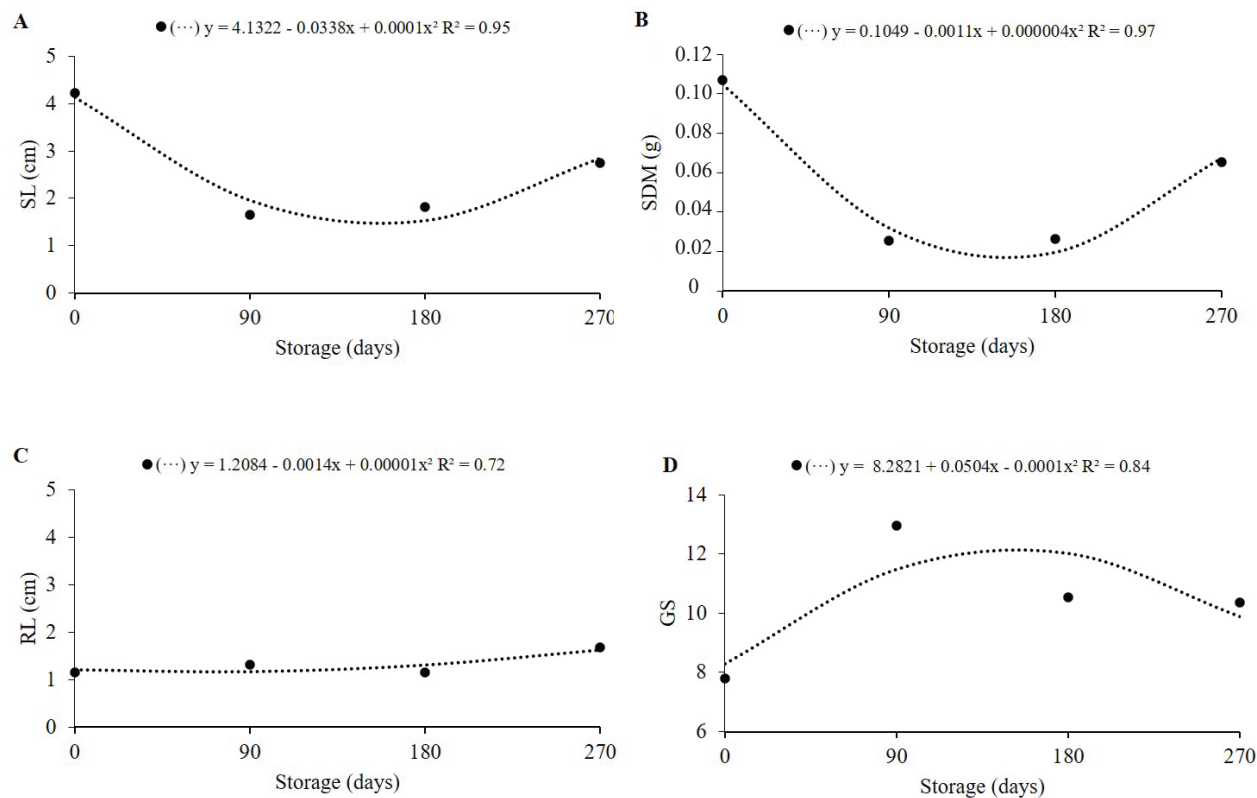 A
● (···) y = 4.1322 - 0.0338x + 0.0001x² R² = 0.95
5
4
3
2
1
0
SL (cm)
0 90 180 270
Storage (days)
B
● (···) y = 0.1049 - 0.0011x + 0.000004x² R² = 0.97
0.12
0.10
0.08
0.06
0.04
0.02
0
SDM (g)
0 90 180 270
Storage (days)
C
● (···) y = 1.2084 - 0.0014x + 0.00001x² R² = 0.72
5
4
3
2
1
0
RL (cm)
0 90 180 270
Storage (days)
D
● (···) y = 8.2821 + 0.0504x - 0.0001x² R² = 0.84
14
12
10
8
6
GS
0 90 180 270
Storage (days)